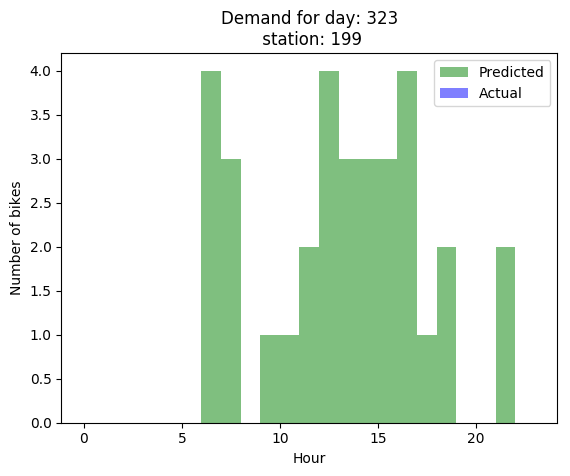 Demand for day: 323
station: 199
Predicted
Actual
4.0
3.5
3.0
2.5
2.0
1.5
1.0
0.5
0.0
Number of bikes
0 5 10 15 20
Hour